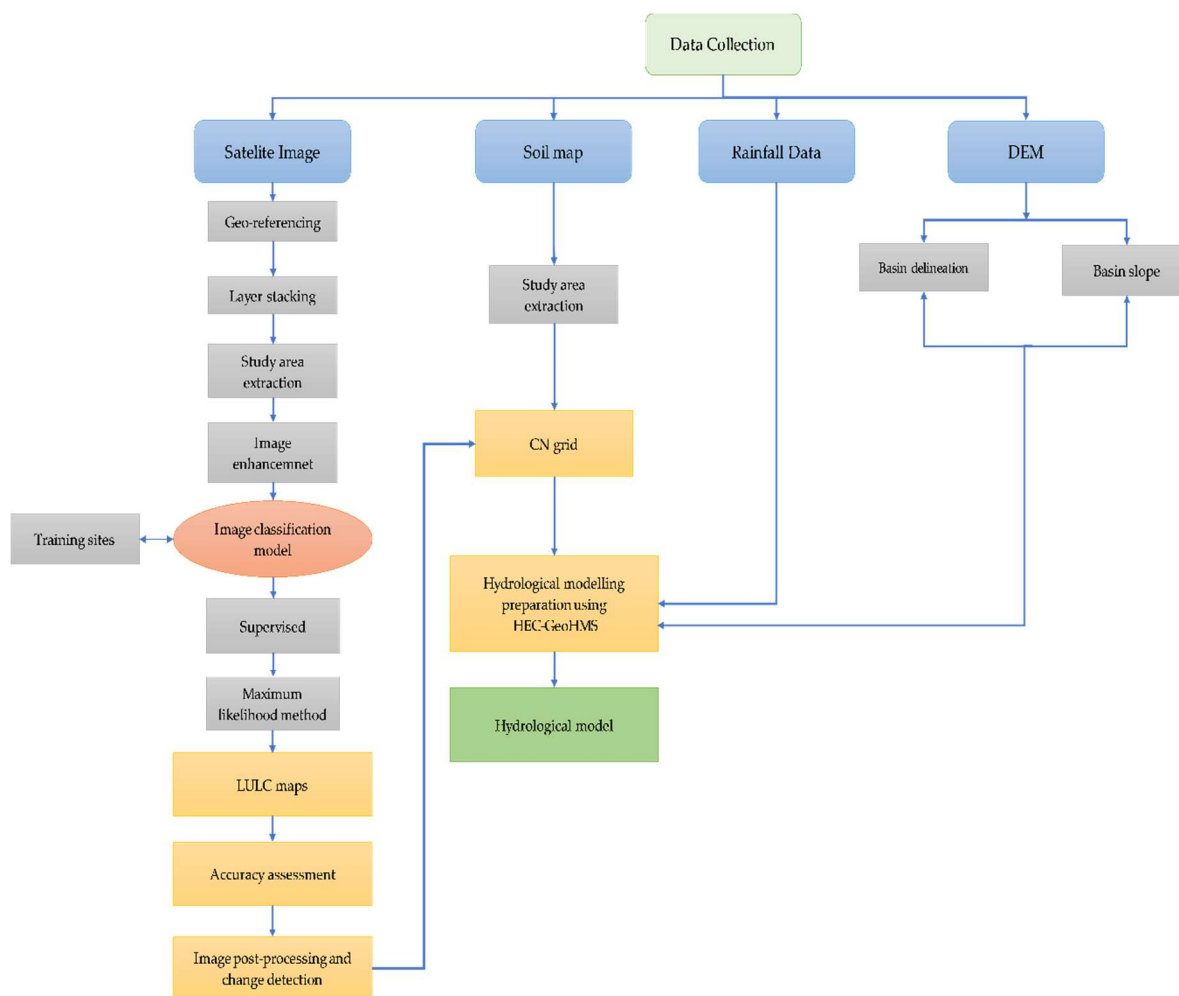 Data Collection
Satelite Image
Soil map
Rainfall Data
DEM
Geo-referencing
Layer stacking
Study area
extraction
Image
enhancemnet
Image classification
model
Training sites
Supervised
Maximum
likelihood method
LULC maps
Accuracy assessment
Image post-processing and
change detection
Study area
extraction
CN grid
Hydrological modelling
preparation using
HEC-GeoHMS
Hydrological model
Basin delineation
Basin slope